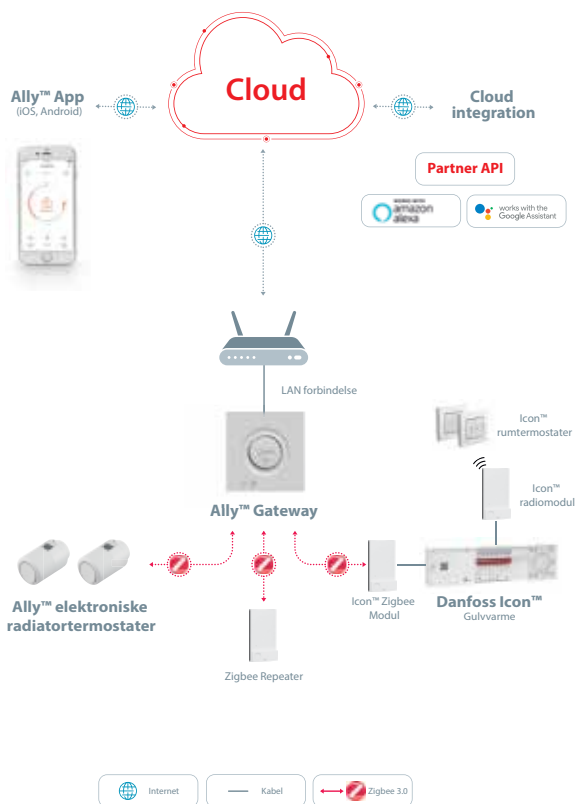 Cloud
Ally™ App
(iOS, Android)
Cloud
integration
Partner API
WORKS WITH
amazon
alexa
works with the
Google Assistant
LAN forbindelse
Icon™
rumtermostater
Icon™
radiomodul
Ally™ Gateway
Ally™ elektroniske
radiatortermostater
Icon™ Zigbee
Modul
Danfoss Icon™
Gulvvarme
Zigbee Repeater
Internet
Kabel
Zigbee 3.0